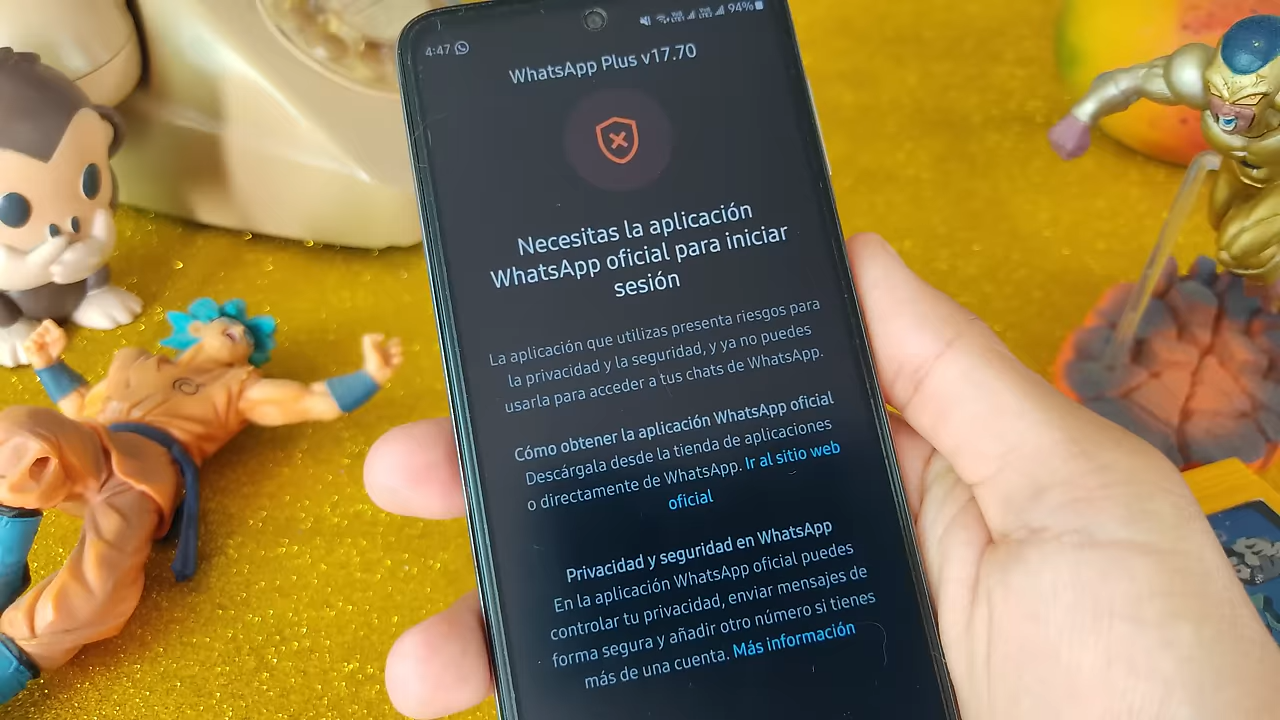 4:47
94%
WhatsApp Plus v17.70
Necesitas la aplicación
WhatsApp oficial para iniciar
sesión
La aplicación que utilizas presenta riesgos para
la privacidad y la seguridad, y ya no puedes
usarla para acceder a tus chats de WhatsApp.
Cómo obtener la aplicación WhatsApp oficial
Descárgala desde la tienda de aplicaciones
o directamente de WhatsApp. Ir al sitio web
oficial
Privacidad y seguridad en WhatsApp
En la aplicación WhatsApp oficial puedes
controlar tu privacidad, enviar mensajes de
forma segura y añadir otro número si tienes
más de una cuenta. Más información